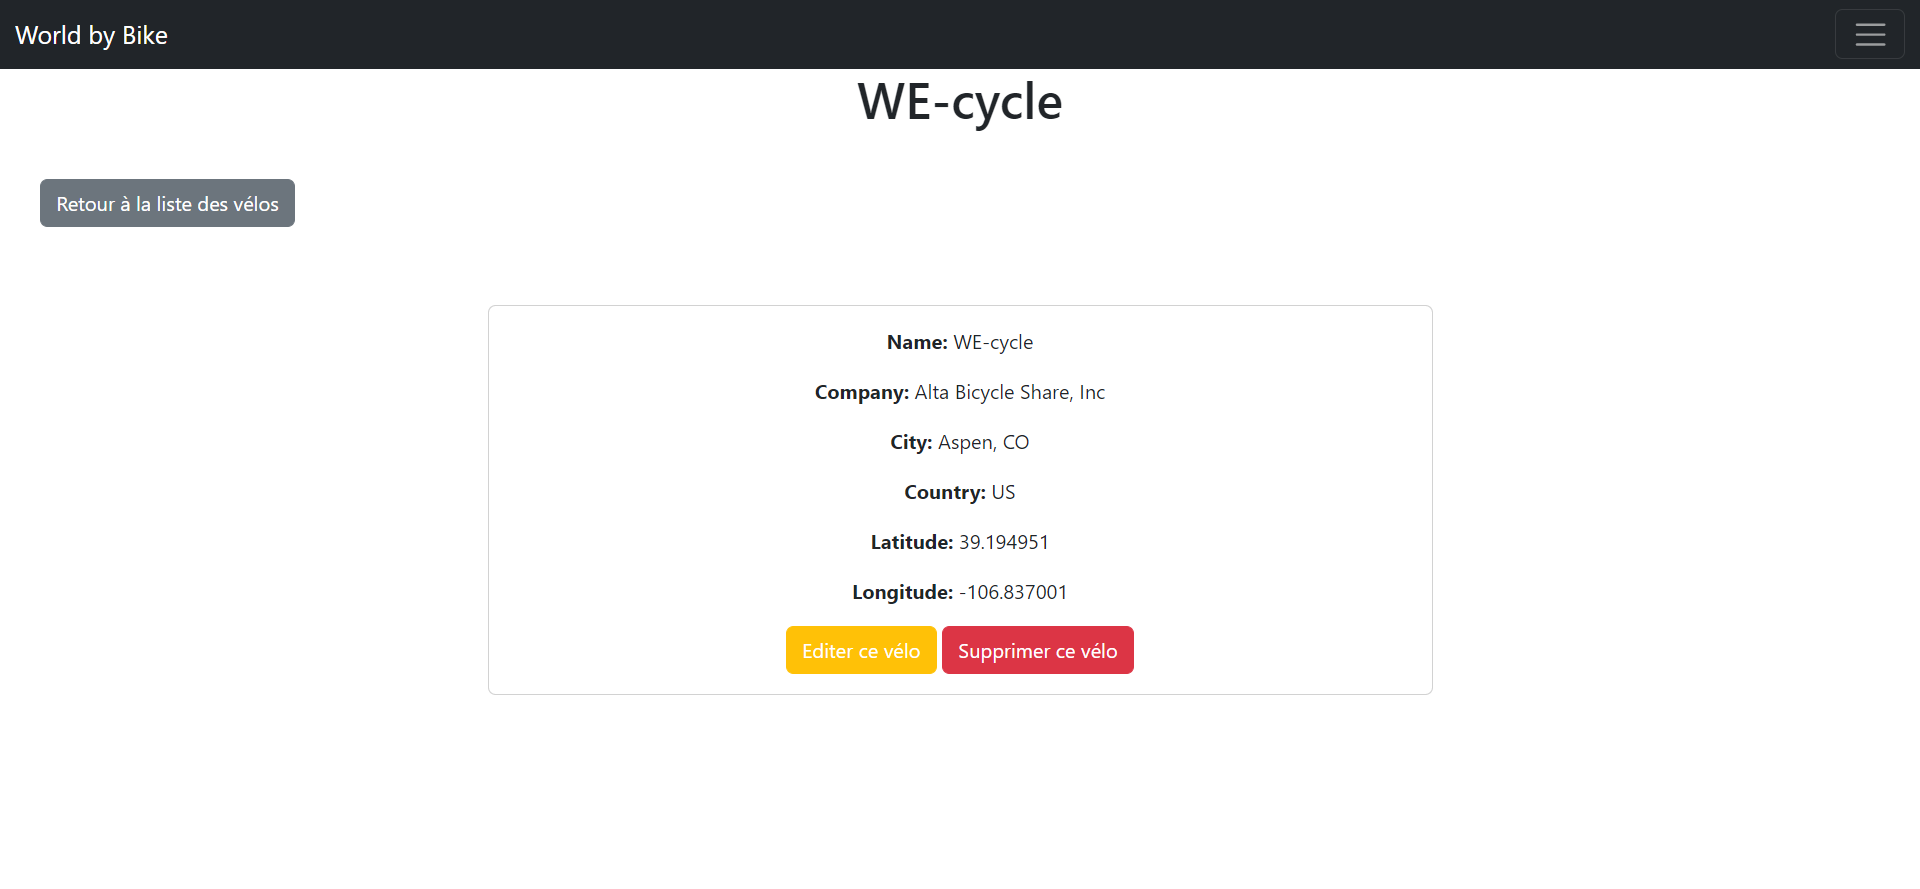 World by Bike
WE-cycle
Retour à la liste des vélos
Name: WE-cycle
Company: Alta Bicycle Share, Inc
City: Aspen, CO
Country: US
Latitude: 39.194951
Longitude: -106.837001
Editer ce vélo Supprimer ce vélo